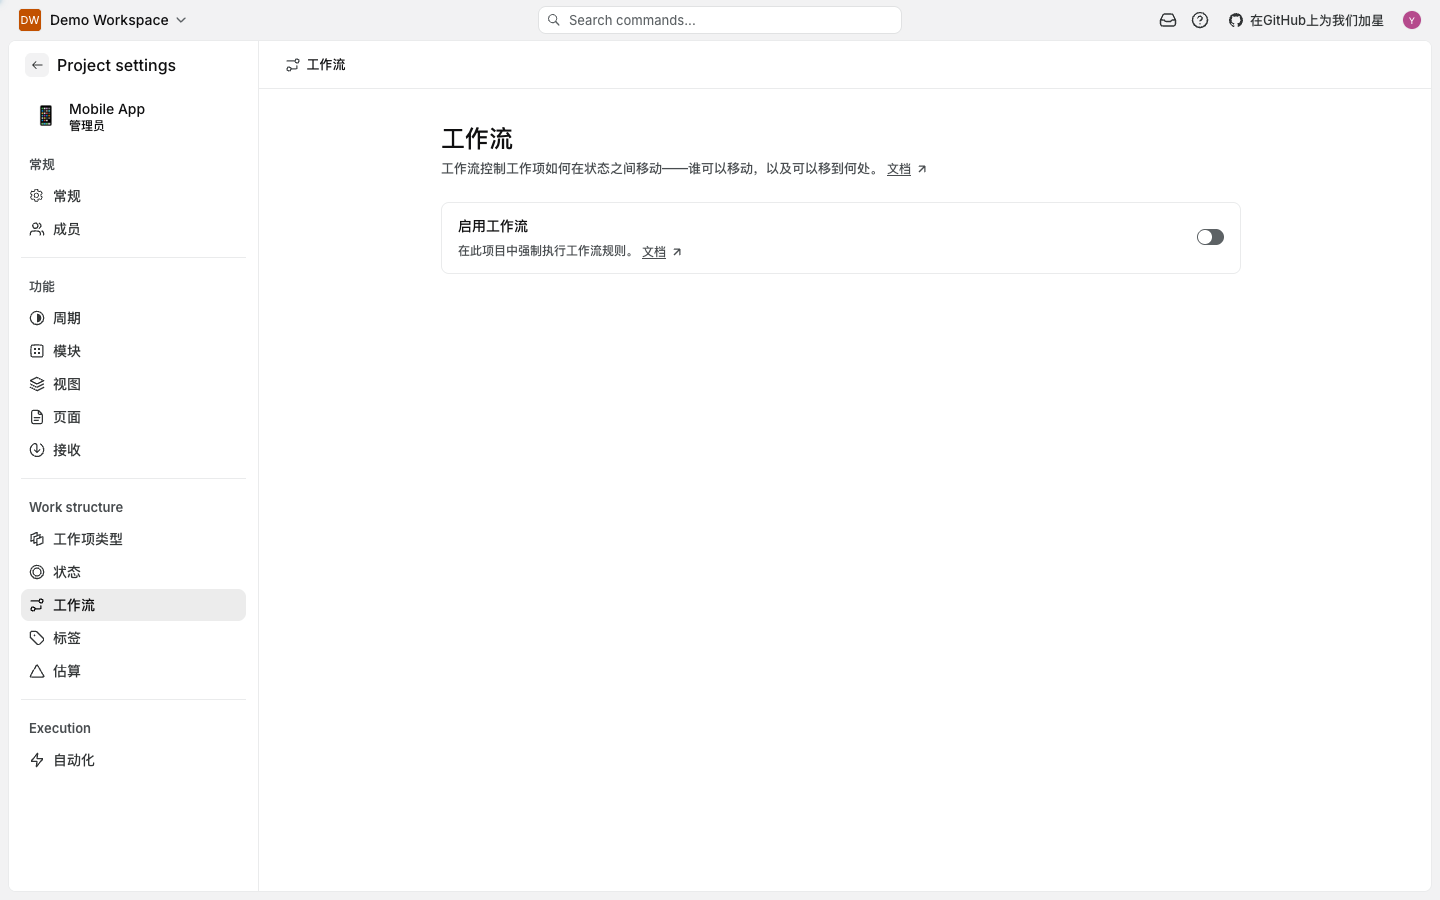 DW Demo Workspace
Search commands...
在GitHub上为我们加星
Y
Project settings
Mobile App
管理员
常规
常规
成员
功能
周期
模块
视图
页面
接收
Work structure
工作项类型
状态
工作流
标签
估算
Execution
自动化
工作流
工作流
工作流控制工作项如何在状态之间移动——谁可以移动，以及可以移到何处。 文档
启用工作流
在此项目中强制执行工作流规则。 文档